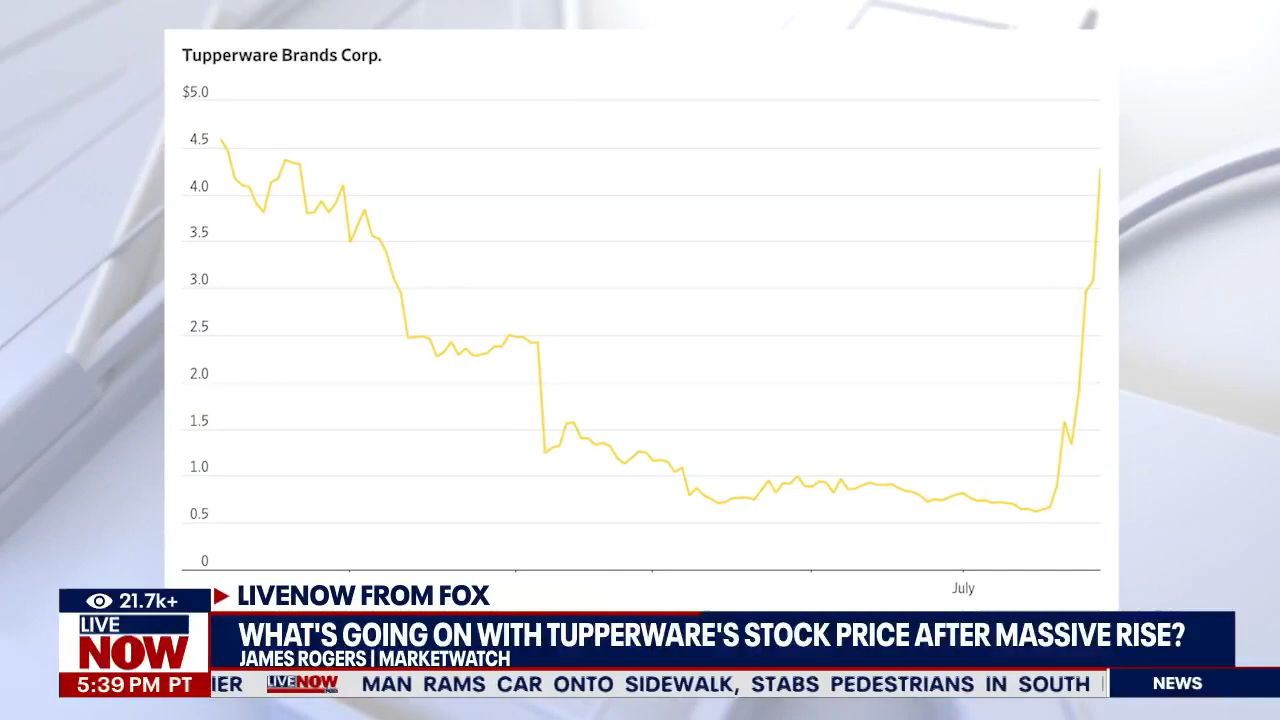 Tupperware Brands Corp.
$5.0
4.5
4.0
3.5
3.0
2.5
2.0
1.5
1.0
0.5
0
July
21.7k+
LIVENOW FROM FOX
LIVE
NOW
WHAT'S GOING ON WITH TUPPERWARE'S STOCK PRICE AFTER MASSIVE RISE?
JAMES ROGERS | MARKETWATCH
5:39 PM PT
IER LIVENOW MAN RAMS CAR ONTO SIDEWALK, STABS PEDESTRIANS IN SOUTH
NEWS